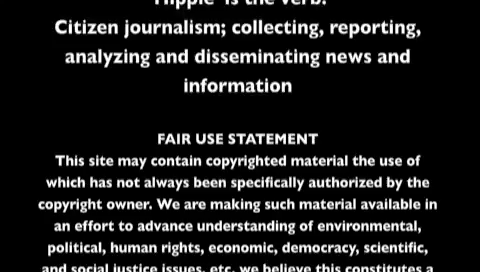 is the verb.
Citizen journalism; collecting, reporting,
analyzing and disseminating news and
information
FAIR USE STATEMENT
This site may contain copyrighted material the use of
which has not always been specifically authorized by the
copyright owner. We are making such material available in
an effort to advance understanding of environmental,
political, human rights, economic, democracy, scientific,
and social justice issues, etc. we believe this constitutes a